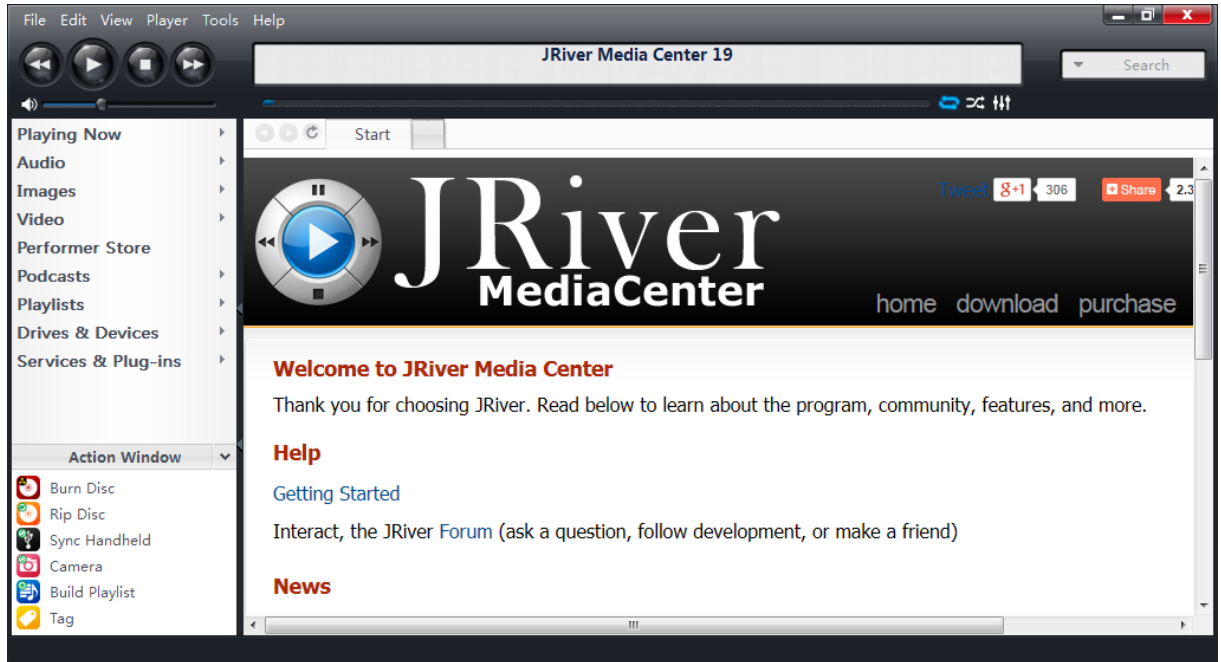 File Edit View Player Tools Help
JRiver Media Center 19
Search
Playing Now
Audio
Images
Video
Performer Store
Podcasts
Playlists
Drives & Devices
Services & Plug-ins
Action Window
Burn Disc
Rip Disc
Sync Handheld
Camera
Build Playlist
Tag
Start
JRiver
MediaCenter
Tweet g+1 306 Share 2.3
home download purchase
Welcome to JRiver Media Center
Thank you for choosing JRiver. Read below to learn about the program, community, features, and more.
Help
Getting Started
Interact, the JRiver Forum (ask a question, follow development, or make a friend)
News